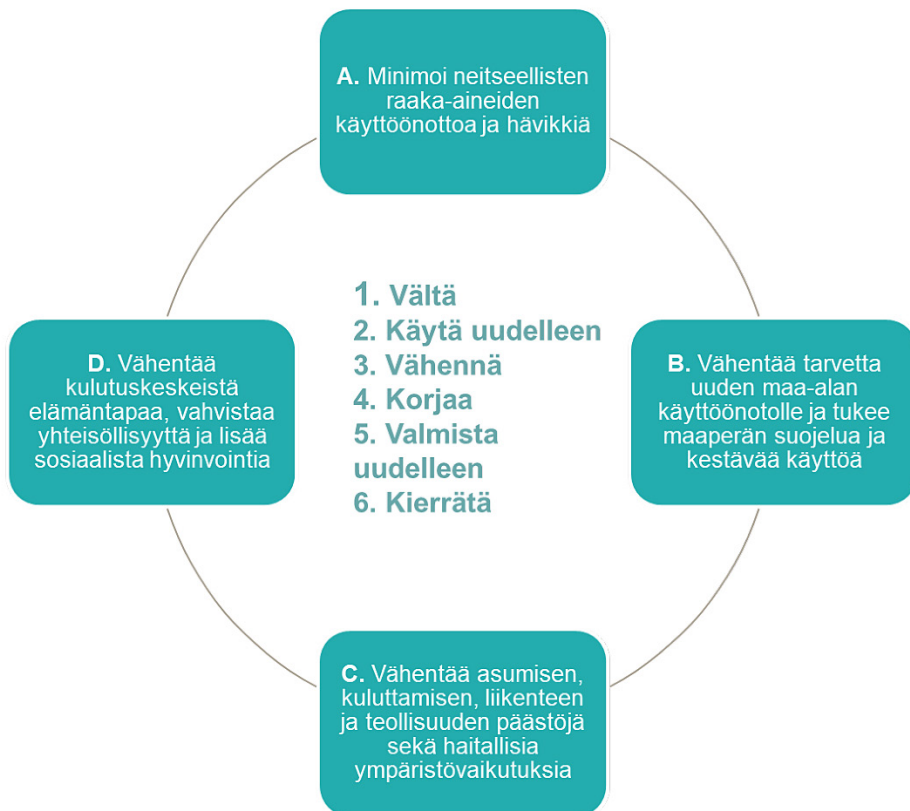 A. Minimoi neitseellisten
raaka-aineiden
käyttöönottoa ja hävikkiä
1. Vältä
2. Käytä uudelleen
3. Vähennä
4. Korjaa
5. Valmista
uudelleen
6. Kierrätä
D. Vähentää
kulutuskeskeistä
elämäntapaa, vahvistaa
yhteisöllisyyttä ja lisää
sosiaalista hyvinvointia
B. Vähentää tarvetta
uuden maa-alan
käyttöönotolle ja tukee
maaperän suojelua ja
kestävää käyttöä
C. Vähentää asumisen,
kuluttamisen, liikenteen
ja teollisuuden päästöjä
sekä haitallisia
ympäristövaikutuksia